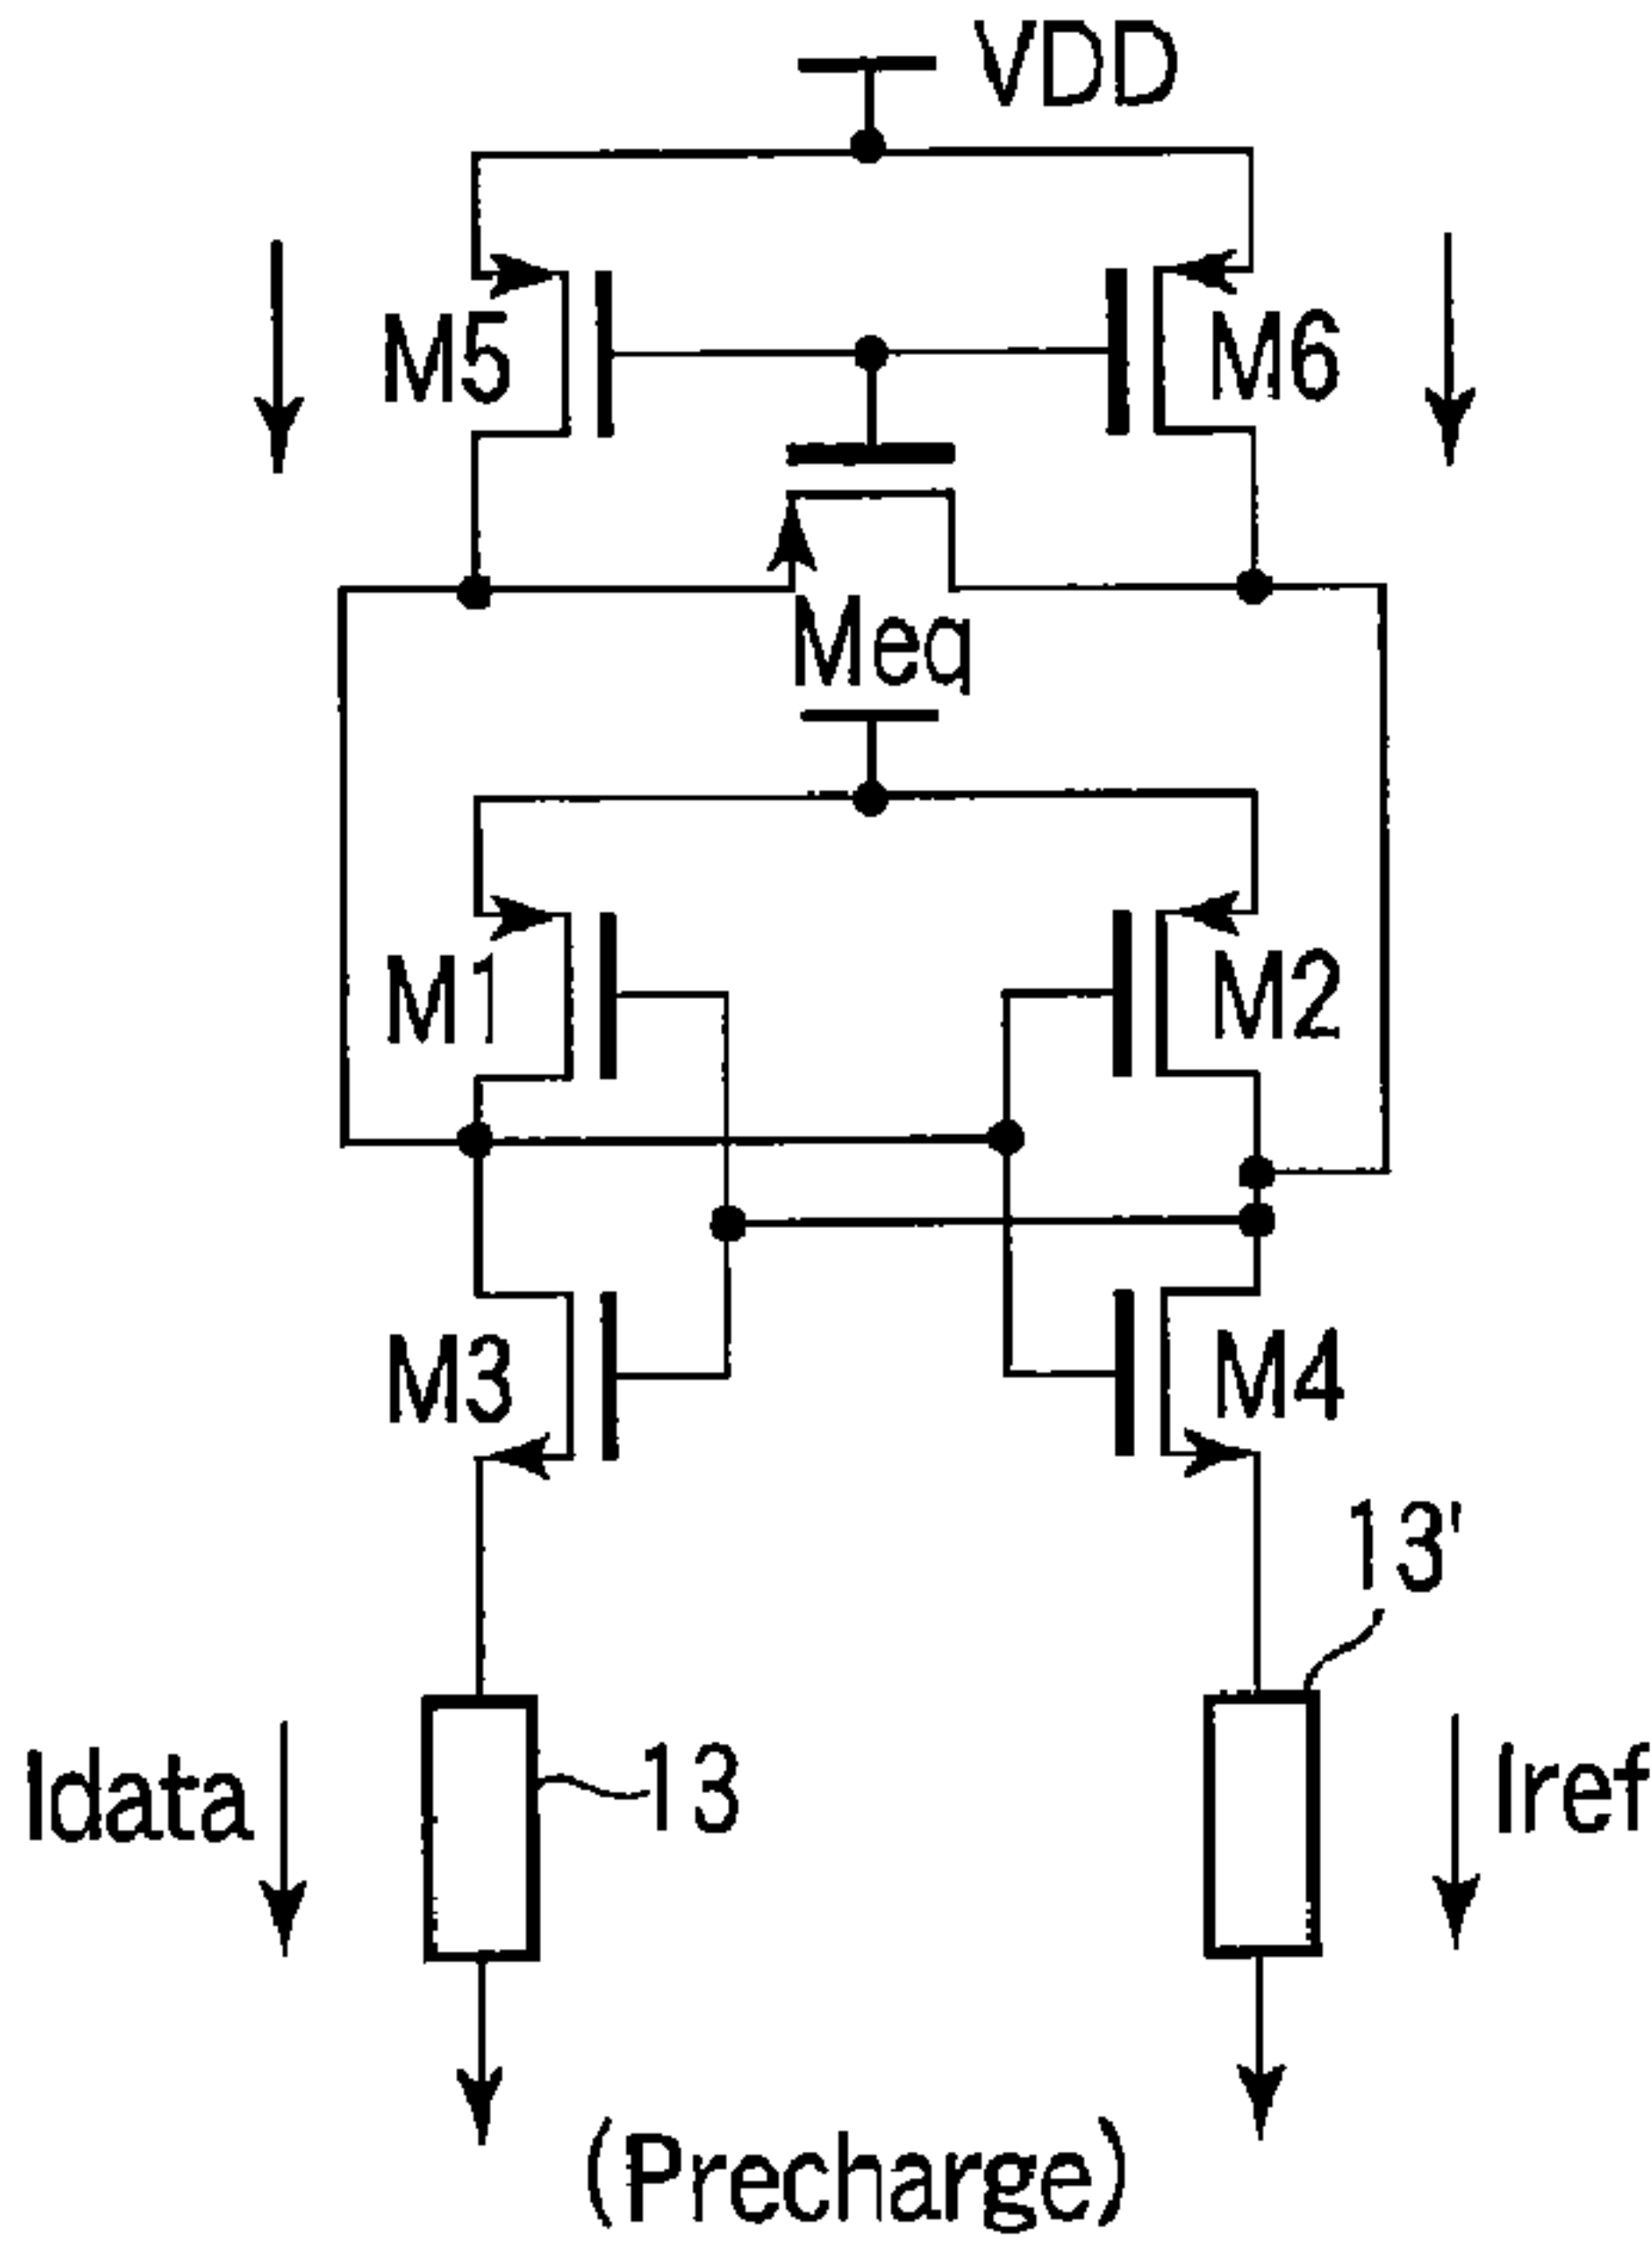 VDD
M5
M6
Meq
M1
M2
M3
M4
13'
Idata
13
Iref
(Precharge)